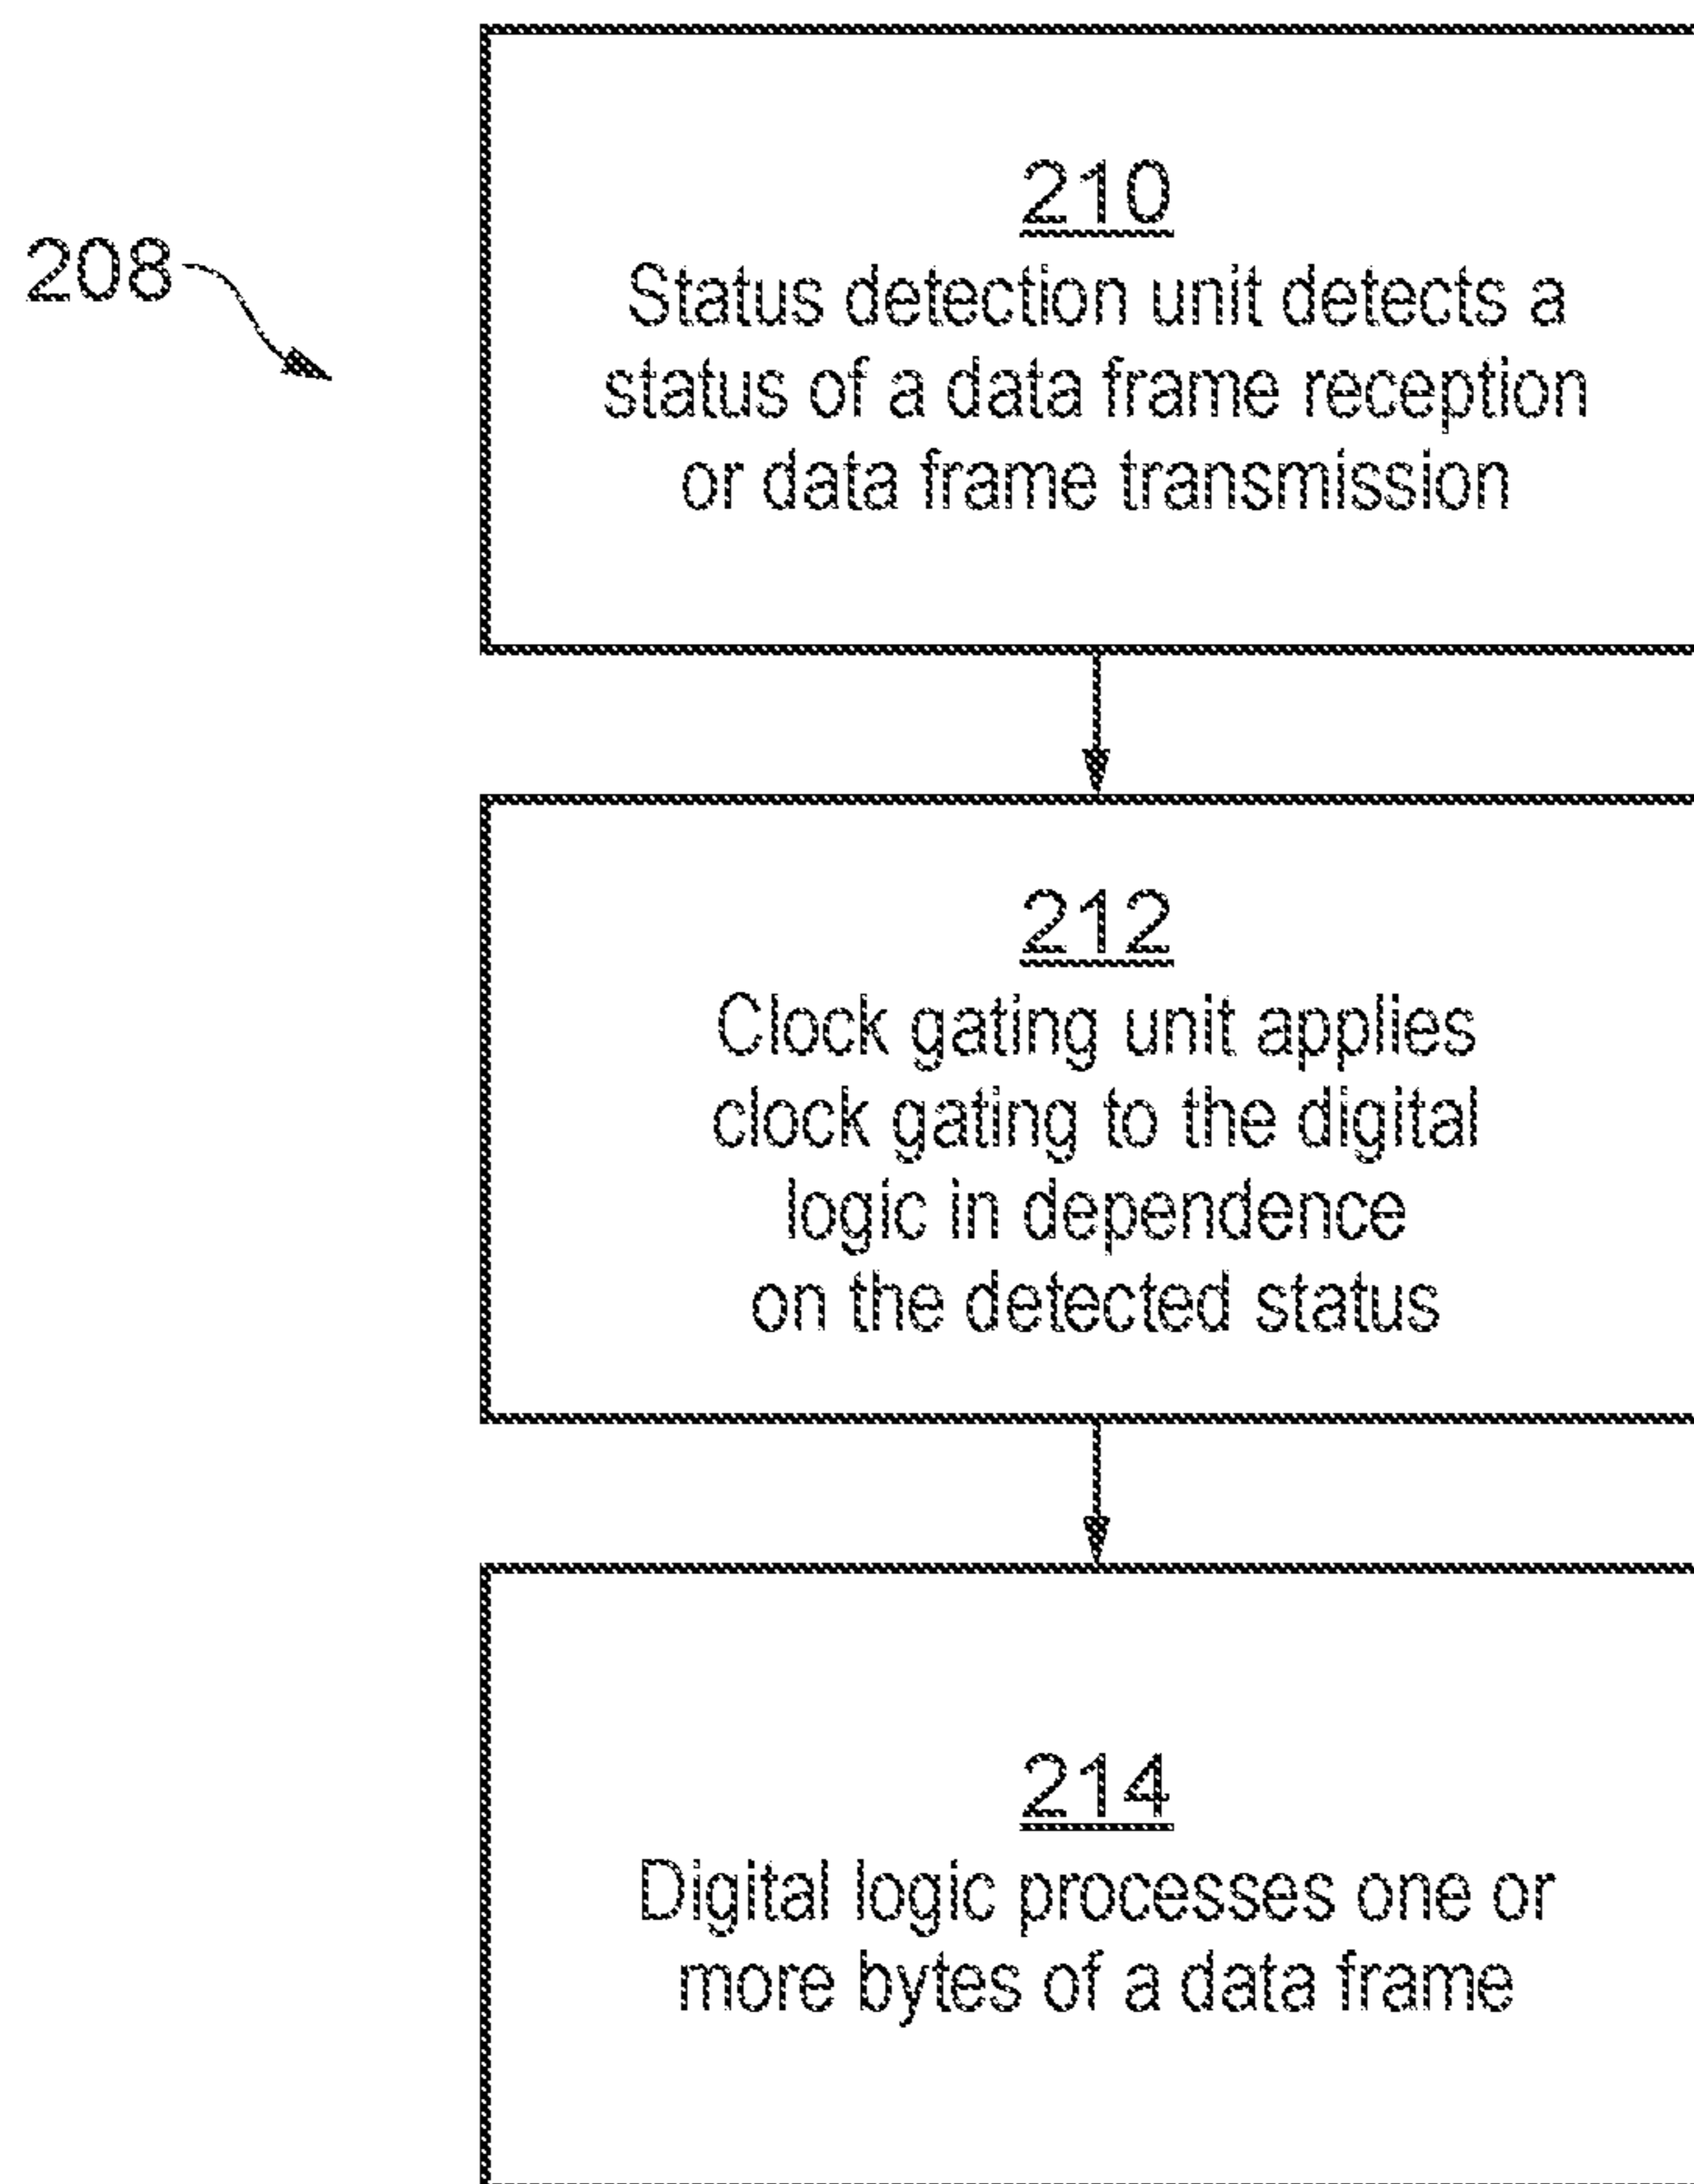 208
210
Status detection unit detects a
status of a data frame reception
or data frame transmission
212
Clock gating unit applies
clock gating to the digital
logic in dependence
on the detected status
214
Digital logic processes one or
more bytes of a data frame